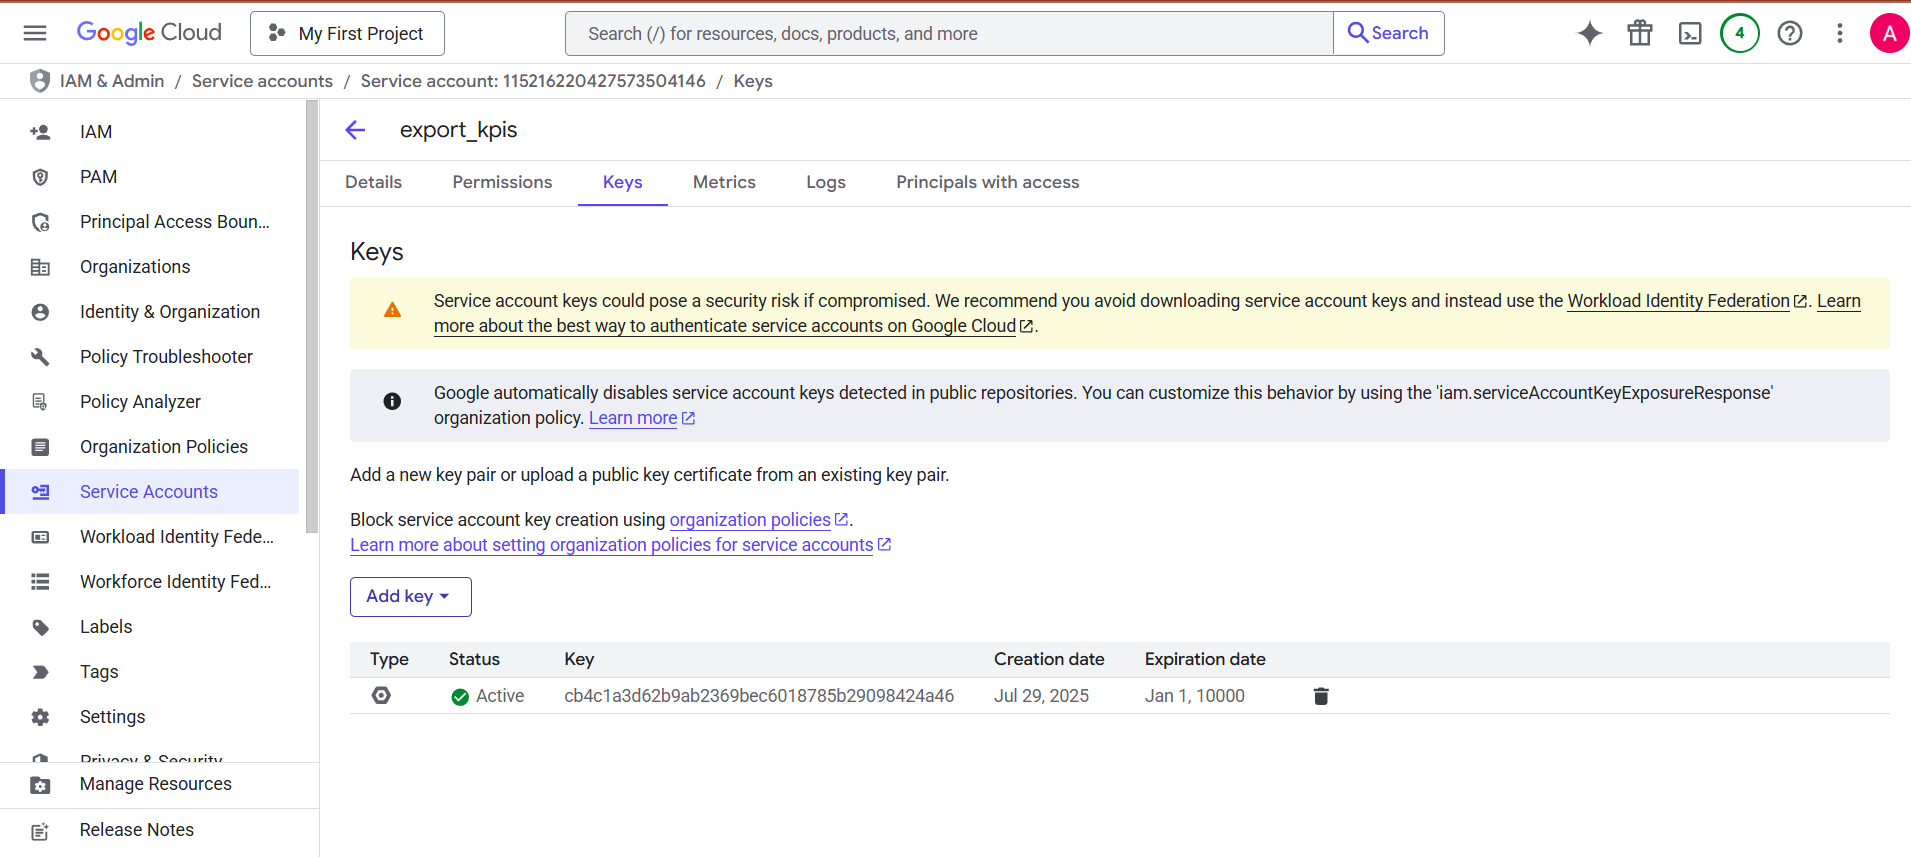 Google Cloud
My First Project
Search (/) for resources, docs, products, and more
Search
4
A
IAM & Admin / Service accounts / Service account: 115216220427573504146 / Keys
IAM
PAM
Principal Access Boun...
Organizations
Identity & Organization
Policy Troubleshooter
Policy Analyzer
Organization Policies
Service Accounts
Workload Identity Fede...
Workforce Identity Fed...
Labels
Tags
Settings
Privacy & Security
Manage Resources
Release Notes
export_kpis
Details Permissions Keys Metrics Logs Principals with access
Keys
Service account keys could pose a security risk if compromised. We recommend you avoid downloading service account keys and instead use the Workload Identity Federation. Learn
more about the best way to authenticate service accounts on Google Cloud.
Google automatically disables service account keys detected in public repositories. You can customize this behavior by using the 'iam.serviceAccountKeyExposureResponse'
organization policy. Learn more
Add a new key pair or upload a public key certificate from an existing key pair.
Block service account key creation using organization policies.
Learn more about setting organization policies for service accounts
Add key
Type Status Key Creation date Expiration date
Active cb4c1a3d62b9ab2369bec6018785b29098424a46 Jul 29, 2025 Jan 1, 10000